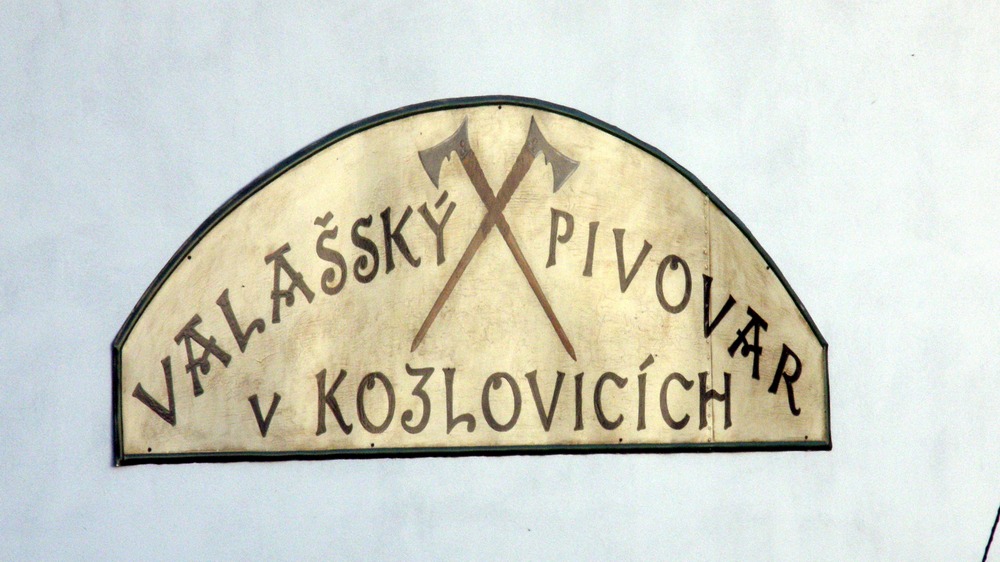 VALAŠSKÝ PIVOVAR
V KOZLOVICÍCH